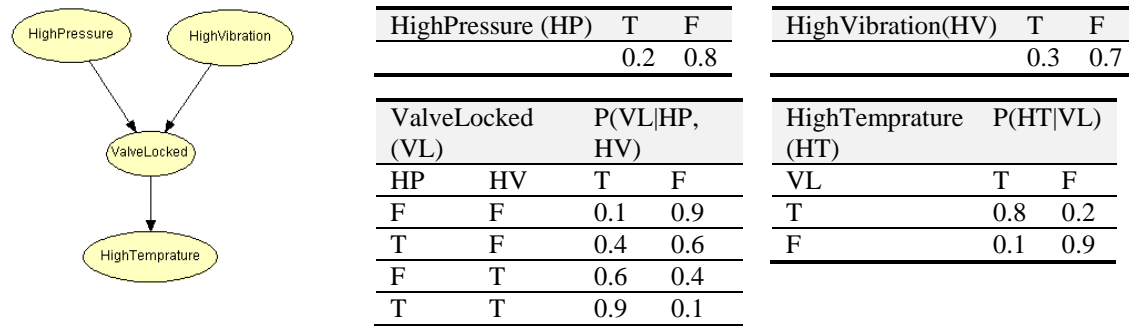 HighPressure
HighVibration
ValveLocked
HighTemprature
HighPressure (HP) T F
0.2 0.8
HighVibration(HV) T F
0.3 0.7
ValveLocked P(VL|HP,
(VL) HV)
HP HV T F
F F 0.1 0.9
T F 0.4 0.6
F T 0.6 0.4
T T 0.9 0.1
HighTemprature P(HT|VL)
(HT)
VL T F
T 0.8 0.2
F 0.1 0.9